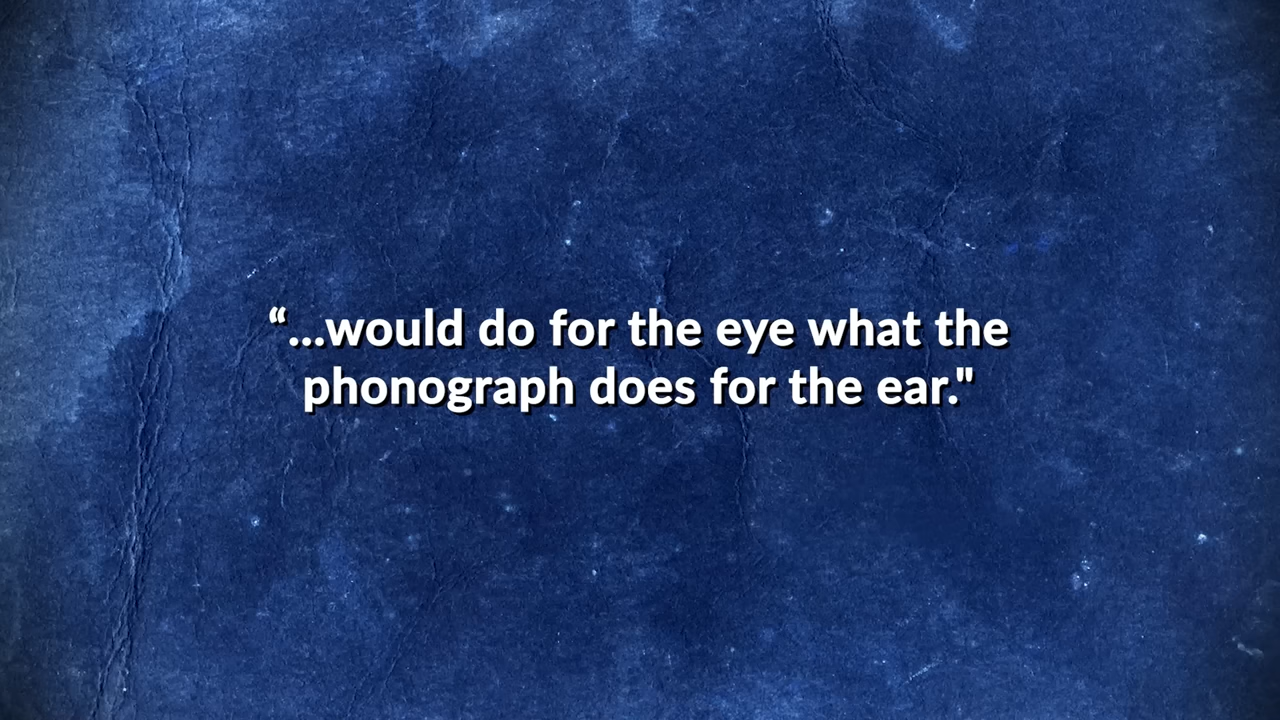 “...would do for the eye what the
phonograph does for the ear."